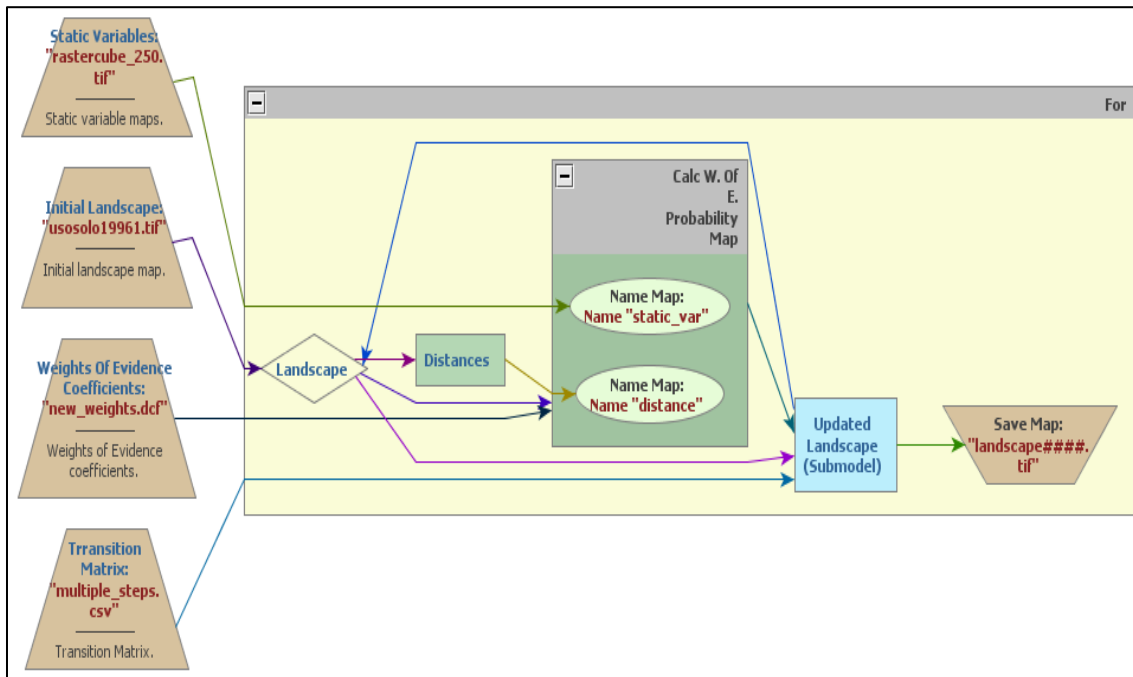 Static Variables:
"rastercube_250.
tif"
Static variable maps.
Initial Landscape:
"usosolo19961.tif"
Initial landscape map.
Weights Of Evidence
Coefficients:
"new_weights.dcf"
Weights of Evidence
coefficients.
Trransition
Matrix:
"multiple_steps.
csv"
Transition Matrix.
For
Calc W. Of
E.
Probability
Map
Name Map:
Name "static_var"
Landscape
Distances
Name Map:
Name "distance"
Updated
Landscape
(Submodel)
Save Map:
"landscape####.
tif"